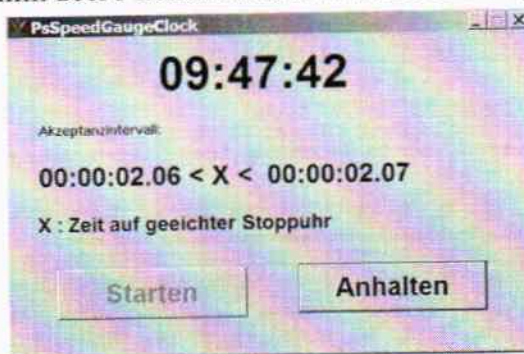 PsSpeedGaugeClock
09:47:42
Akzeptanzintervall:
00:00:02.06 < X < 00:00:02.07
X : Zeit auf geeichter Stoppuhr
Starten
Anhalten